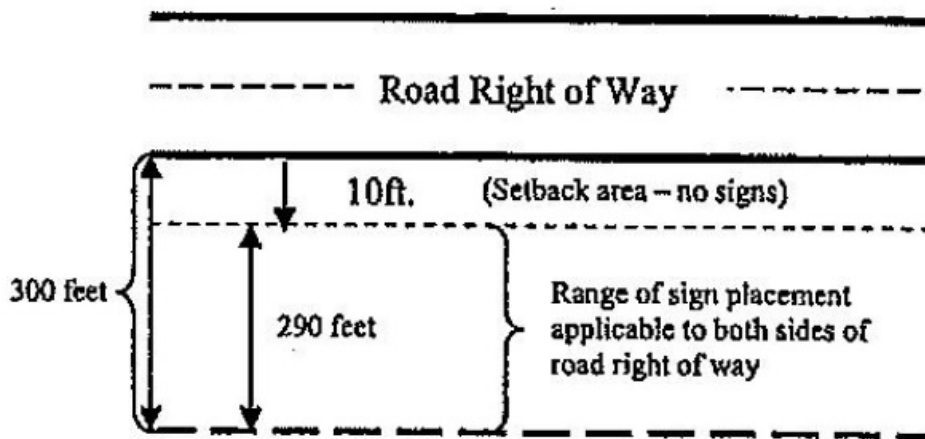 Road Right of Way
10ft.
(Setback area – no signs)
300 feet
290 feet
Range of sign placement
applicable to both sides of
road right of way